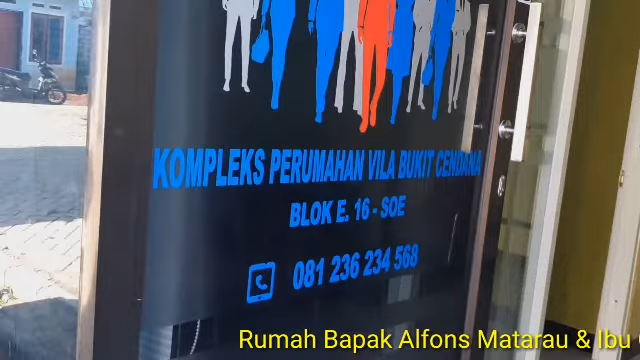 KOMPLEKS PERUMAHAN VILA BUKIT CENDANA
BLOK E. 16 - SOE
081 236 234 568
Rumah Bapak Alfons Matarau & Ibu